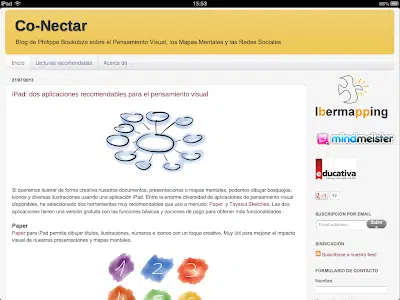 iPad
15:53
86%
Co-Nectar
Blog de Philippe Boukobza sobre el Pensamiento Visual, los Mapas Mentales y las Redes Sociales
Inicio
Lecturas recomendadas
Acerca de
27/07/2013
iPad: dos aplicaciones recomendables para el pensamiento visual
Si queremos ilustrar de forma creativa nuestros documentos, presentaciones o mapas mentales, podemos dibujar bosquejos,
iconos y diversas ilustraciones usando una aplicación iPad. Entre la enorme diversidad de aplicaciones de pensamiento visual
disponibles, he seleccionado dos herramientas muy recomendables que uso a menudo: Paper y Tayasui Sketches. Las dos
aplicaciones tienen una versión gratuita con las funciones básicas y opciones de pago para obtener más funcionalidades.
Paper
Paper para iPad permite dibujar títulos, ilustraciones, números e iconos con un toque creativo. Muy útil para mejorar el impacto
visual de nuestras presentaciones y mapas mentales.
1 2 3
Ibermapping
mindmeister
educativa
SUSCRIPCIÓN POR EMAIL
Email address...
SINDICACIÓN
Suscribirse a nuestro feed
FORMULARIO DE CONTACTO
Nombre